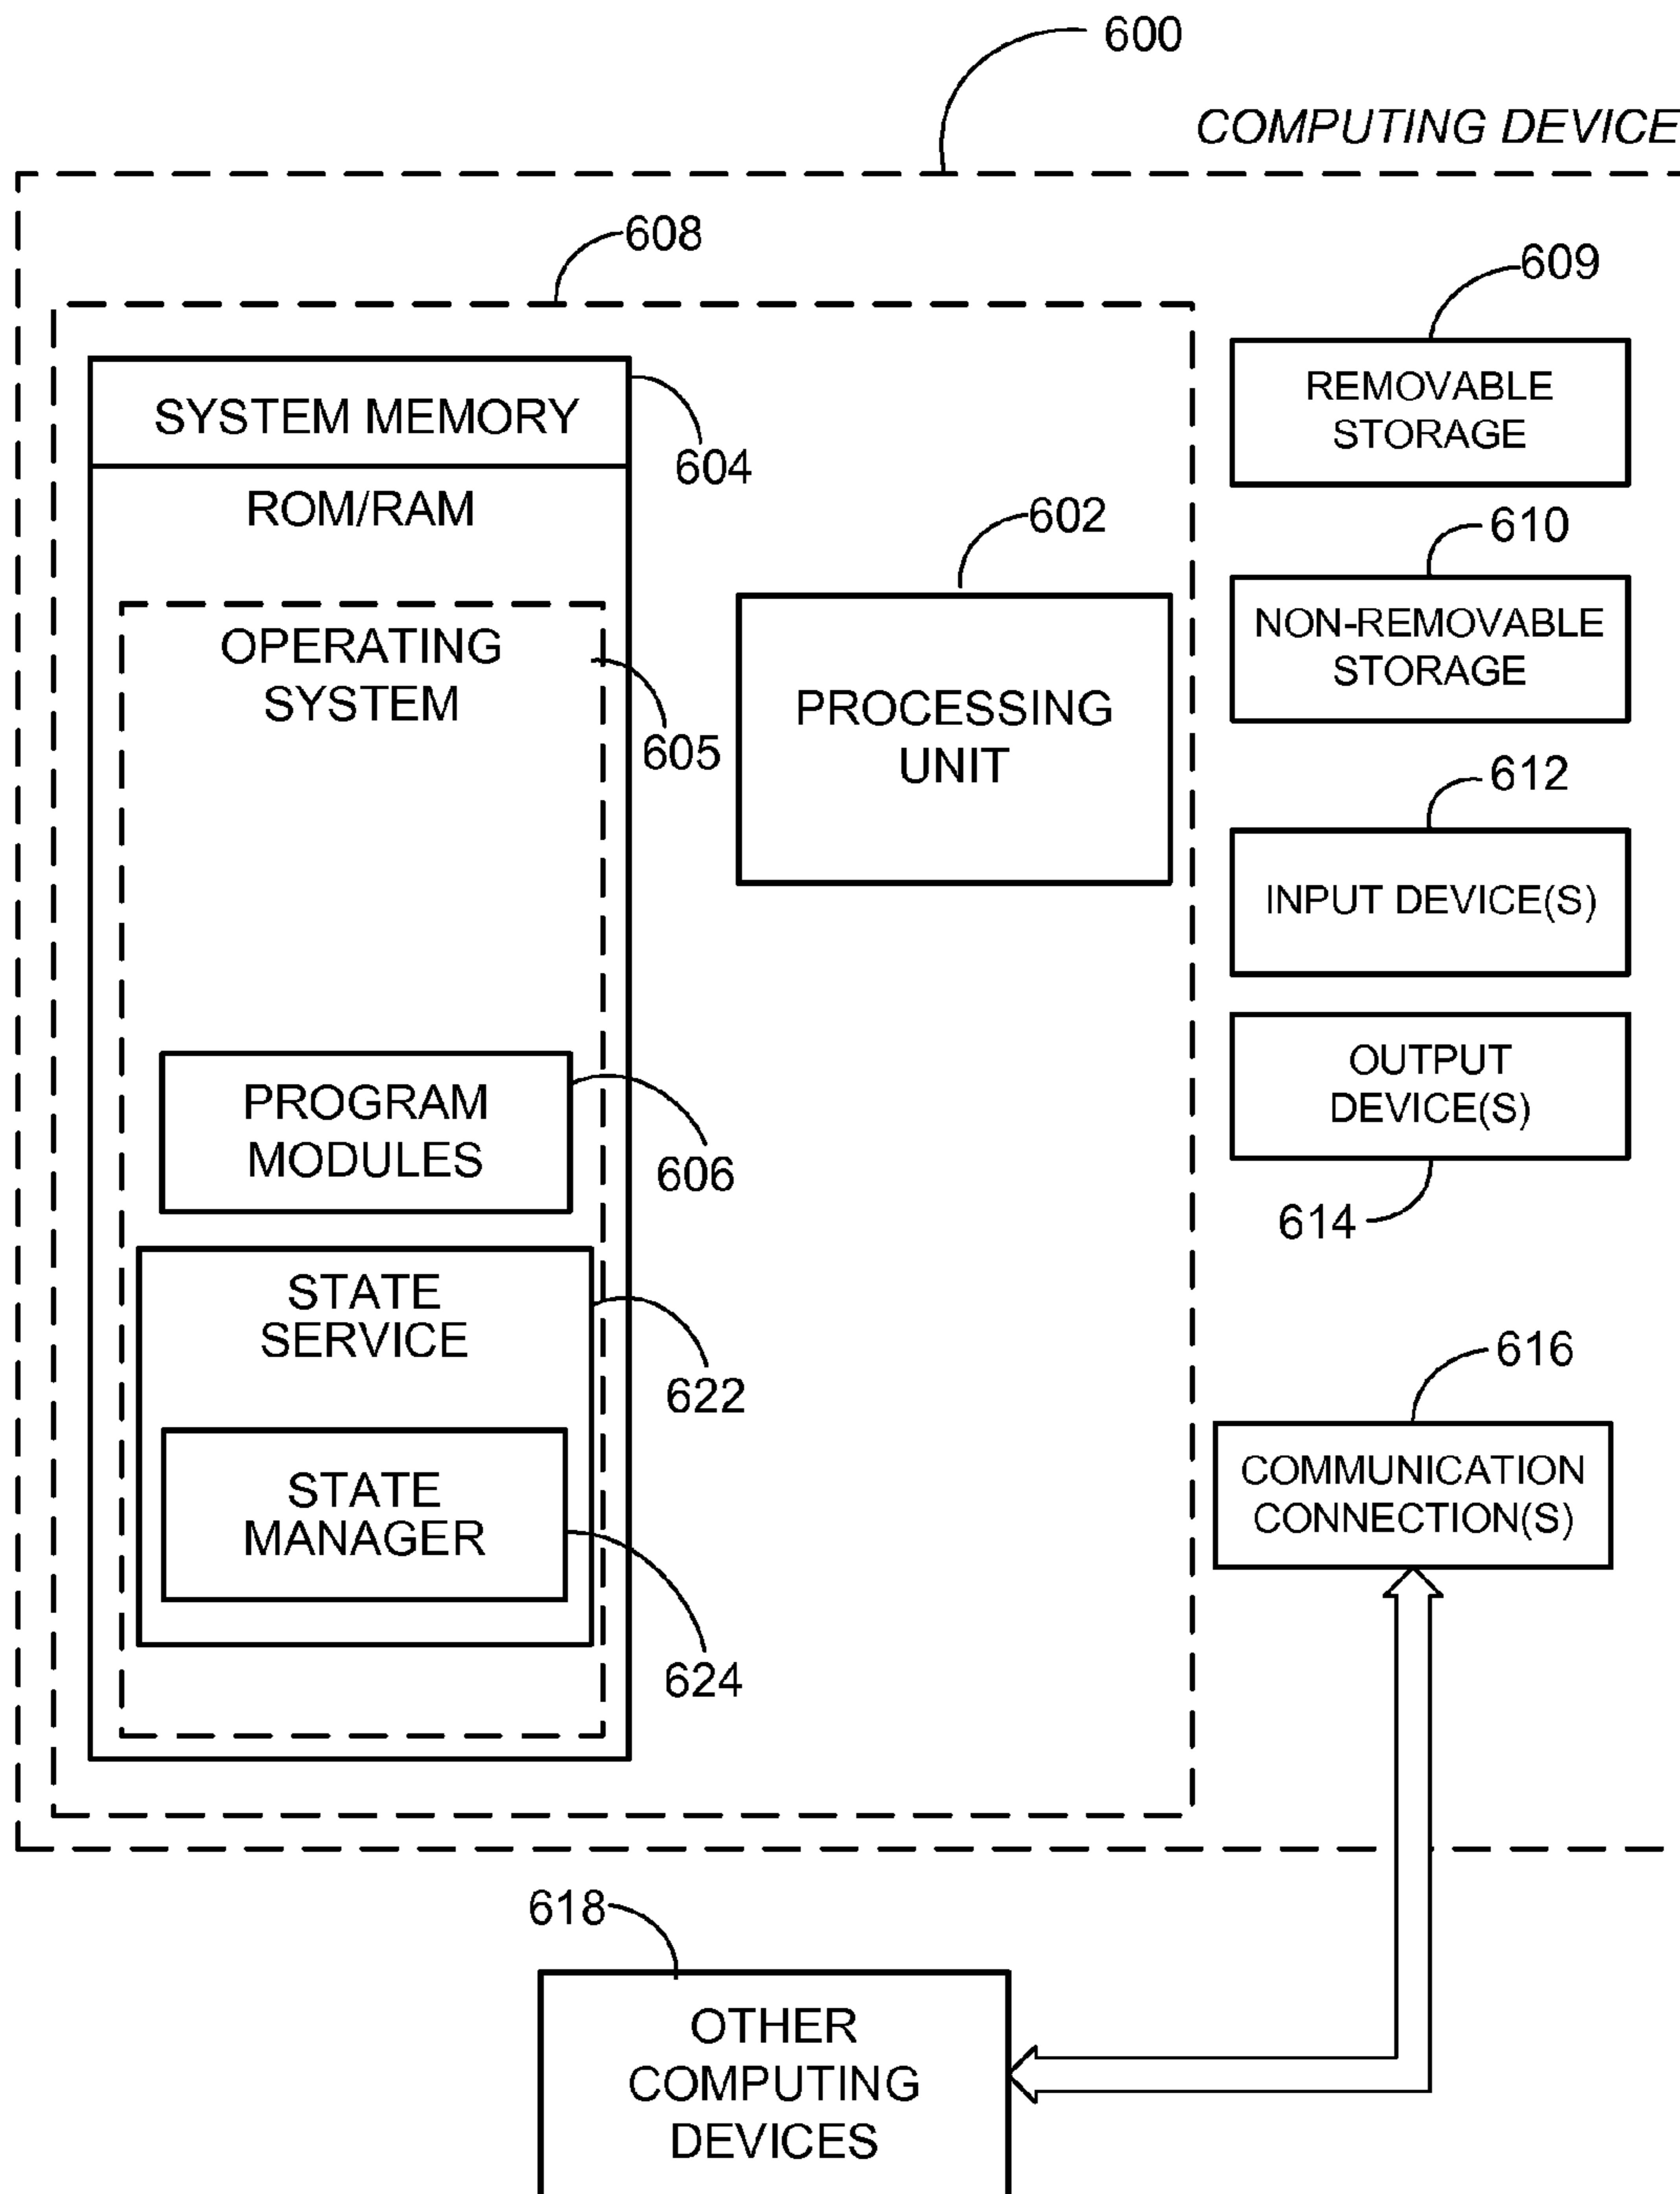 600
COMPUTING DEVICE
608
609
SYSTEM MEMORY
604
ROM/RAM
REMOVABLE
STORAGE
602
610
OPERATING
SYSTEM
605
PROCESSING
UNIT
NON-REMOVABLE
STORAGE
612
INPUT DEVICE(S)
OUTPUT
DEVICE(S)
614
PROGRAM
MODULES
606
STATE
SERVICE
622
616
STATE
MANAGER
624
COMMUNICATION
CONNECTION(S)
618
OTHER
COMPUTING
DEVICES